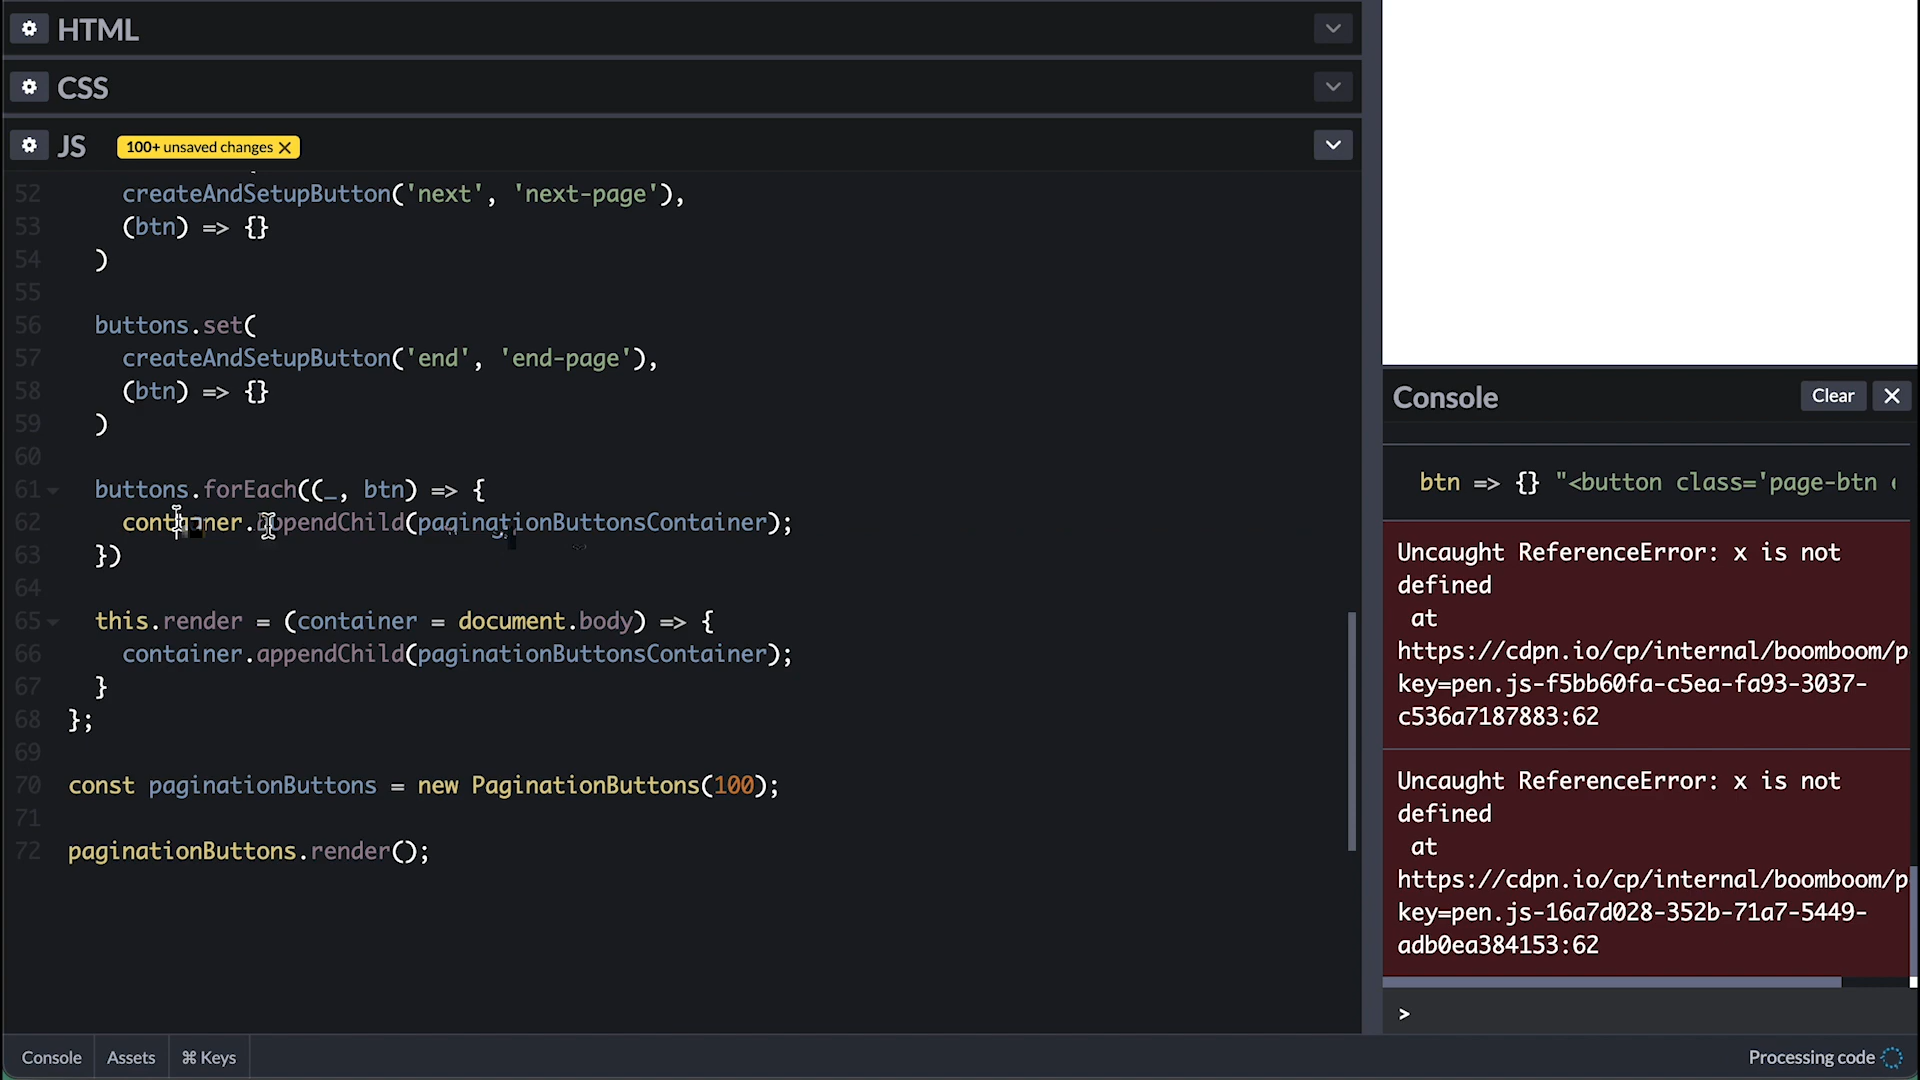 HTML
CSS
JS 100+ unsaved changes
52 createAndSetupButton('next', 'next-page'),
53 (btn) => {}
54 )
55
56 buttons.set(
57 createAndSetupButton('end', 'end-page'),
58 (btn) => {}
59 )
60
61 buttons.forEach((_, btn) => {
62 container.appendChild(paginationButtonsContainer);
63 })
64
65 this.render = (container = document.body) => {
66 container.appendChild(paginationButtonsContainer);
67 }
68 };
69
70 const paginationButtons = new PaginationButtons(100);
71
72 paginationButtons.render();
Console Clear
btn => {} "<button class='page-btn
Uncaught ReferenceError: x is not
defined
at
https://cdpn.io/cp/internal/boomboom/p
key=pen.js-f5bb60fa-c5ea-fa93-3037-
c536a7187883:62
Uncaught ReferenceError: x is not
defined
at
https://cdpn.io/cp/internal/boomboom/p
key=pen.js-16a7d028-352b-71a7-5449-
adb0ea384153:62
>
Console Assets ⌘ Keys Processing code